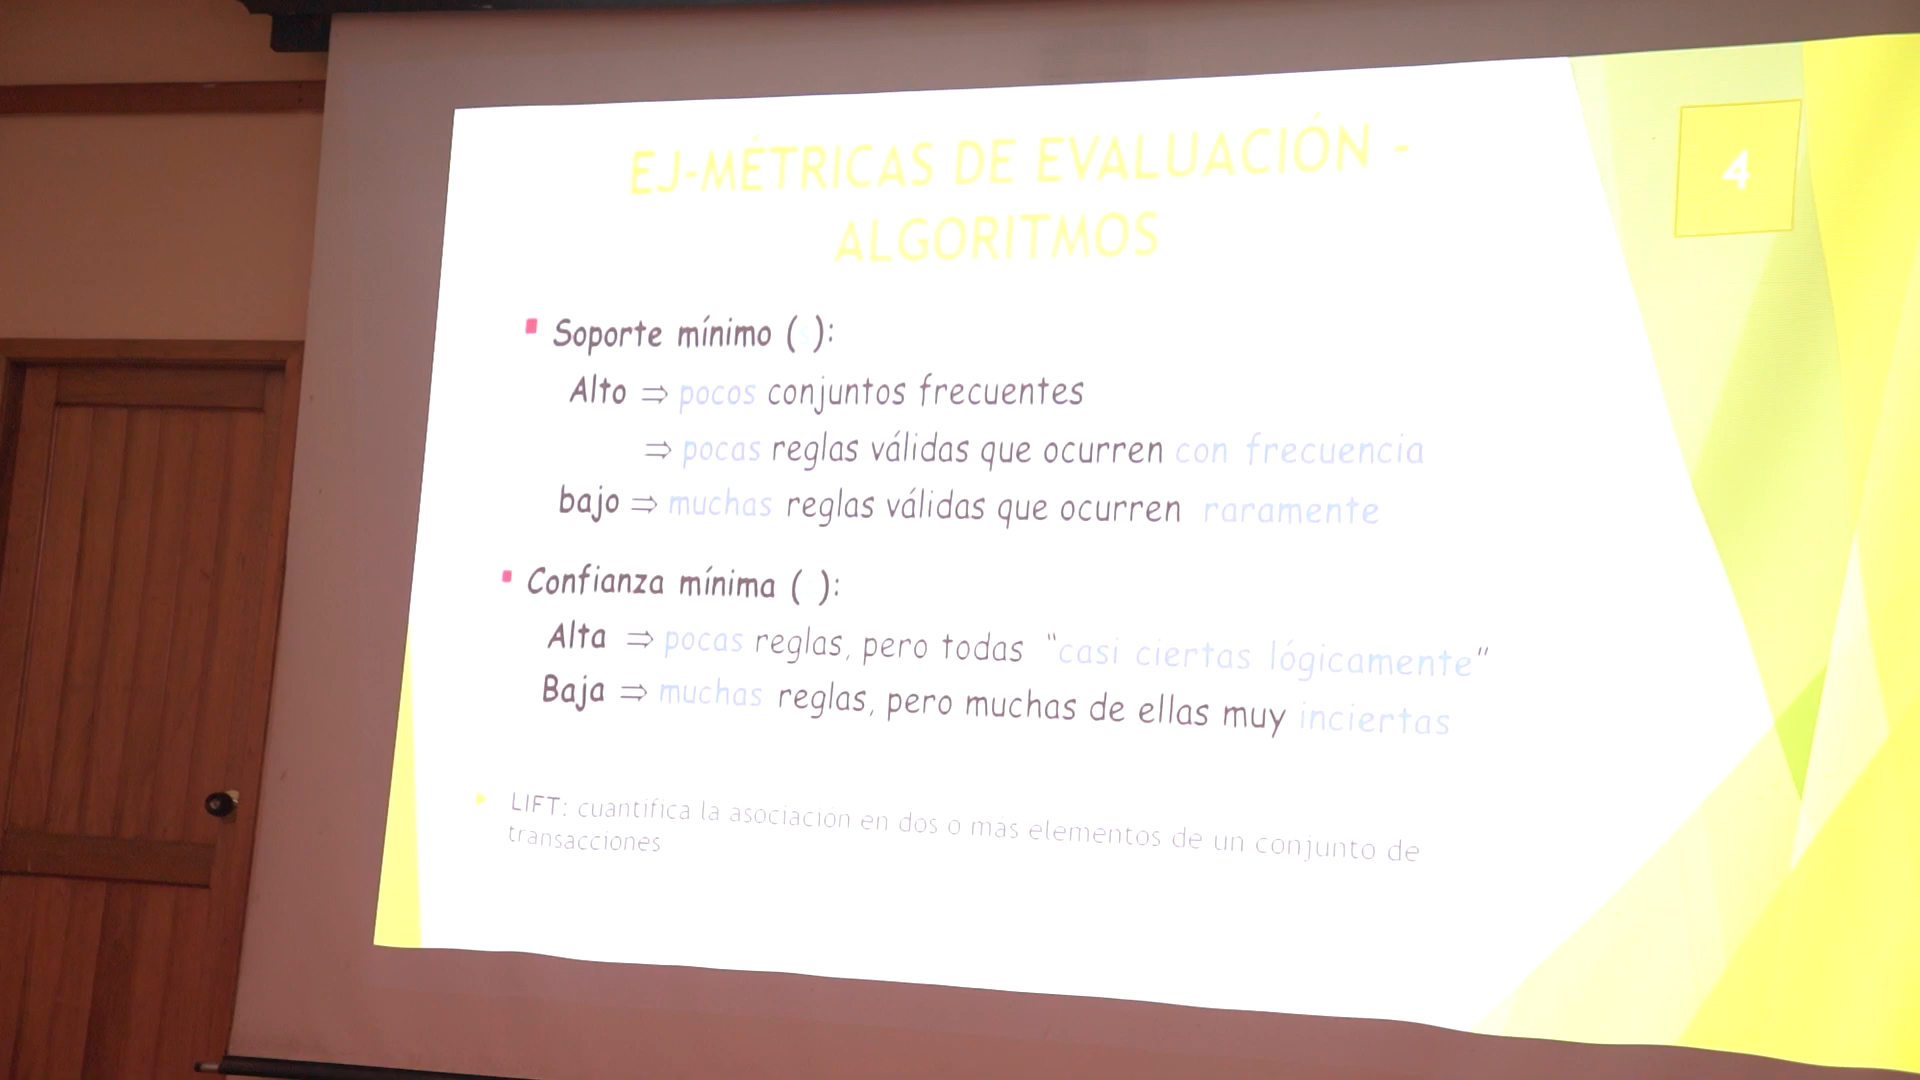 EJ-MÉTRICAS DE EVALUACIÓN -
ALGORITMOS
4
▪ Soporte mínimo ( ):
Alto ⇒ pocos conjuntos frecuentes
⇒ pocas reglas válidas que ocurren con frecuencia
bajo ⇒ muchas reglas válidas que ocurren raramente
▪ Confianza mínima ( ):
Alta ⇒ pocas reglas, pero todas "casi ciertas lógicamente"
Baja ⇒ muchas reglas, pero muchas de ellas muy inciertas
LIFT: cuantifica la asociación en dos o mas elementos de un conjunto de
transacciones